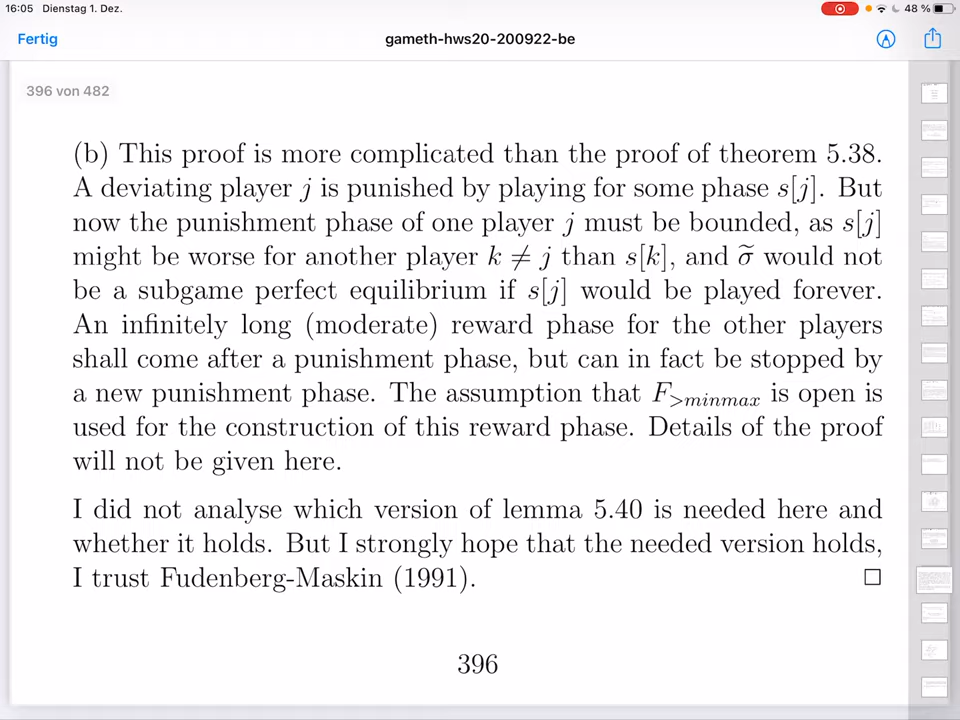 16:05 Dienstag 1. Dez. 48 %
Fertig gameth-hws20-200922-be
396 von 482
(b) This proof is more complicated than the proof of theorem 5.38.
A deviating player j is punished by playing for some phase s[j]. But
now the punishment phase of one player j must be bounded, as s[j]
might be worse for another player k ≠ j than s[k], and σ̃ would not
be a subgame perfect equilibrium if s[j] would be played forever.
An infinitely long (moderate) reward phase for the other players
shall come after a punishment phase, but can in fact be stopped by
a new punishment phase. The assumption that F_{>minmax} is open is
used for the construction of this reward phase. Details of the proof
will not be given here.
I did not analyse which version of lemma 5.40 is needed here and
whether it holds. But I strongly hope that the needed version holds,
I trust Fudenberg-Maskin (1991). □
396